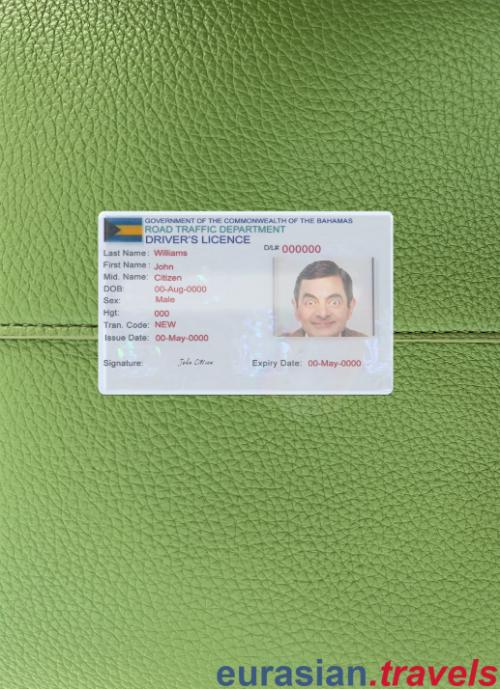 GOVERNMENT OF THE COMMONWEALTH OF THE BAHAMAS
ROAD TRAFFIC DEPARTMENT
DRIVER'S LICENCE
D/L# 000000
Last Name : Williams
First Name : John
Mid. Name: Citizen
DOB: 00-Aug-0000
Sex: Male
Hgt: 000
Tran. Code: NEW
Issue Date: 00-May-0000
Signature: John Citizen Expiry Date: 00-May-0000
eurasian.travels